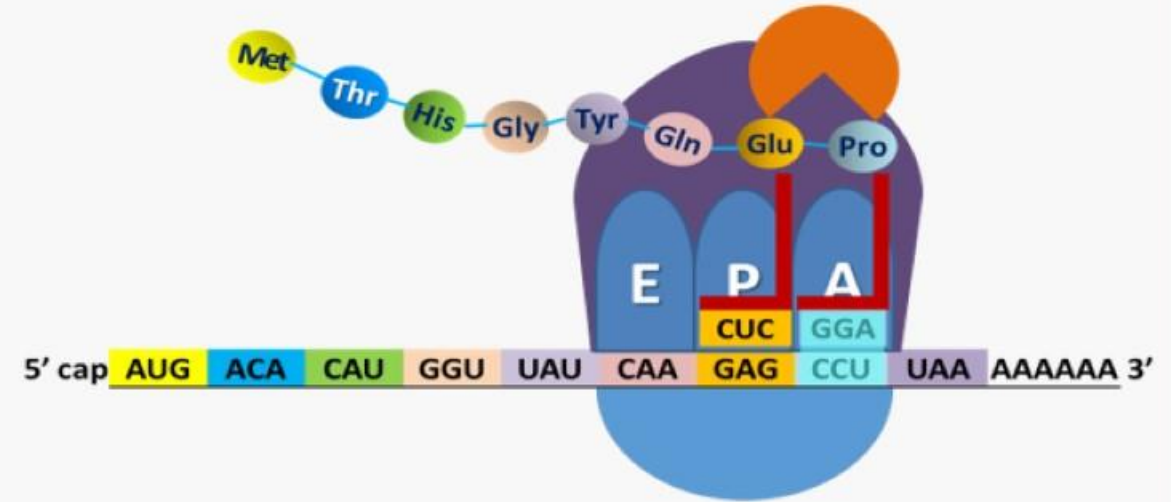 Met Thr His Gly Tyr Gln Glu Pro
E P A
CUC GGA
5' cap AUG ACA CAU GGU UAU CAA GAG CCU UAA AAAAAA 3'